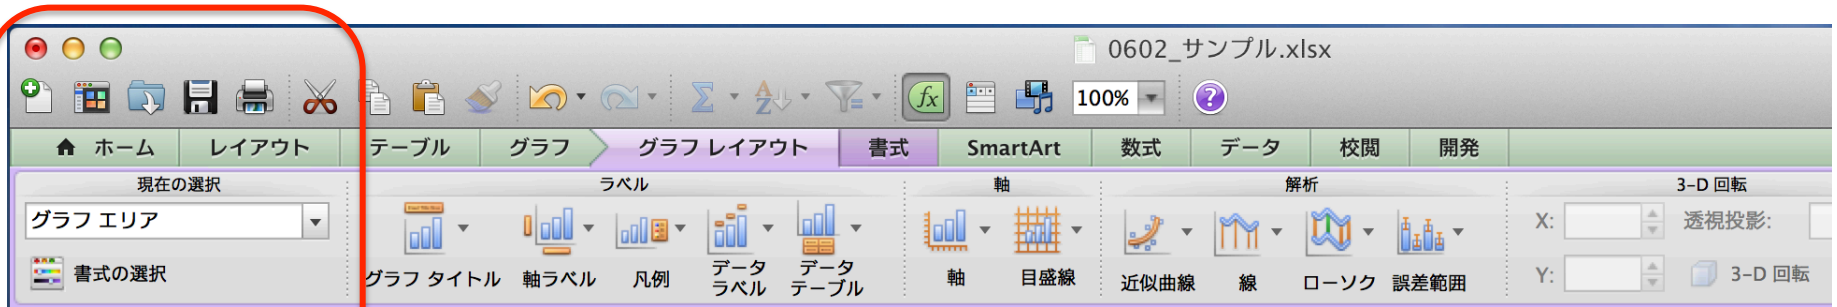 0602_サンプル.xlsx
fx 100% ?
A
Z
ホーム レイアウト テーブル グラフ グラフ レイアウト 書式 SmartArt 数式 データ 校閲 開発
現在の選択 ラベル 軸 解析 3-D 回転
グラフ エリア X: 透視投影:
書式の選択 グラフ タイトル 軸ラベル 凡例 データ ラベル データ テーブル 軸 目盛線 近似曲線 線 ローソク 誤差範囲 Y: 3-D 回転